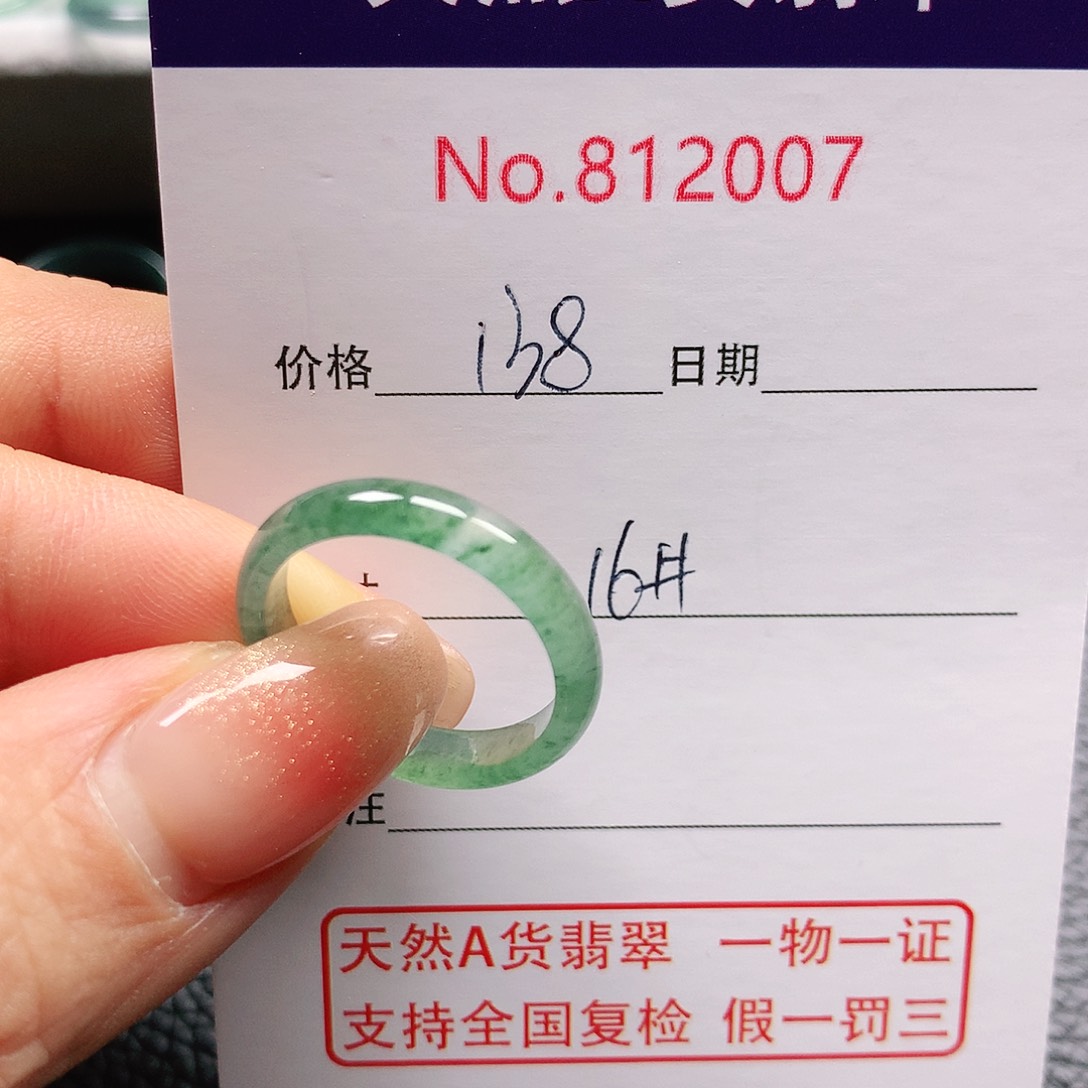 No.812007
价格 138 日期
16#
注
天然A货翡翠 一物一证
支持全国复检 假一罚三